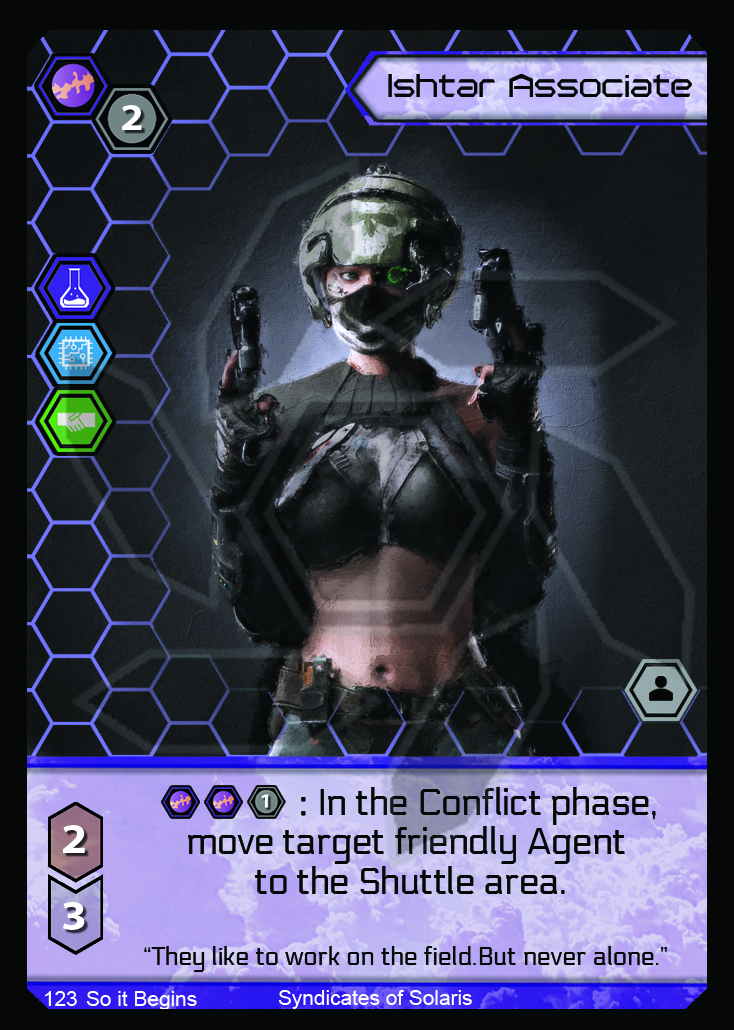 Ishtar Associate
2
1 : In the Conflict phase,
move target friendly Agent
to the Shuttle area.
2
3
“They like to work on the field.But never alone.”
123 So it Begins
Syndicates of Solaris